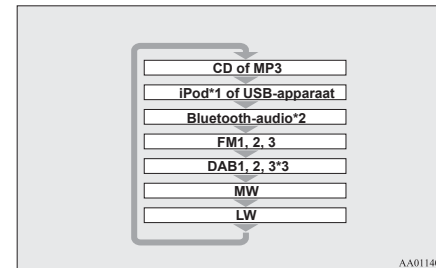 CD of MP3
iPod*1 of USB-apparaat
Bluetooth-audio*2
FM1, 2, 3
DAB1, 2, 3*3
MW
LW